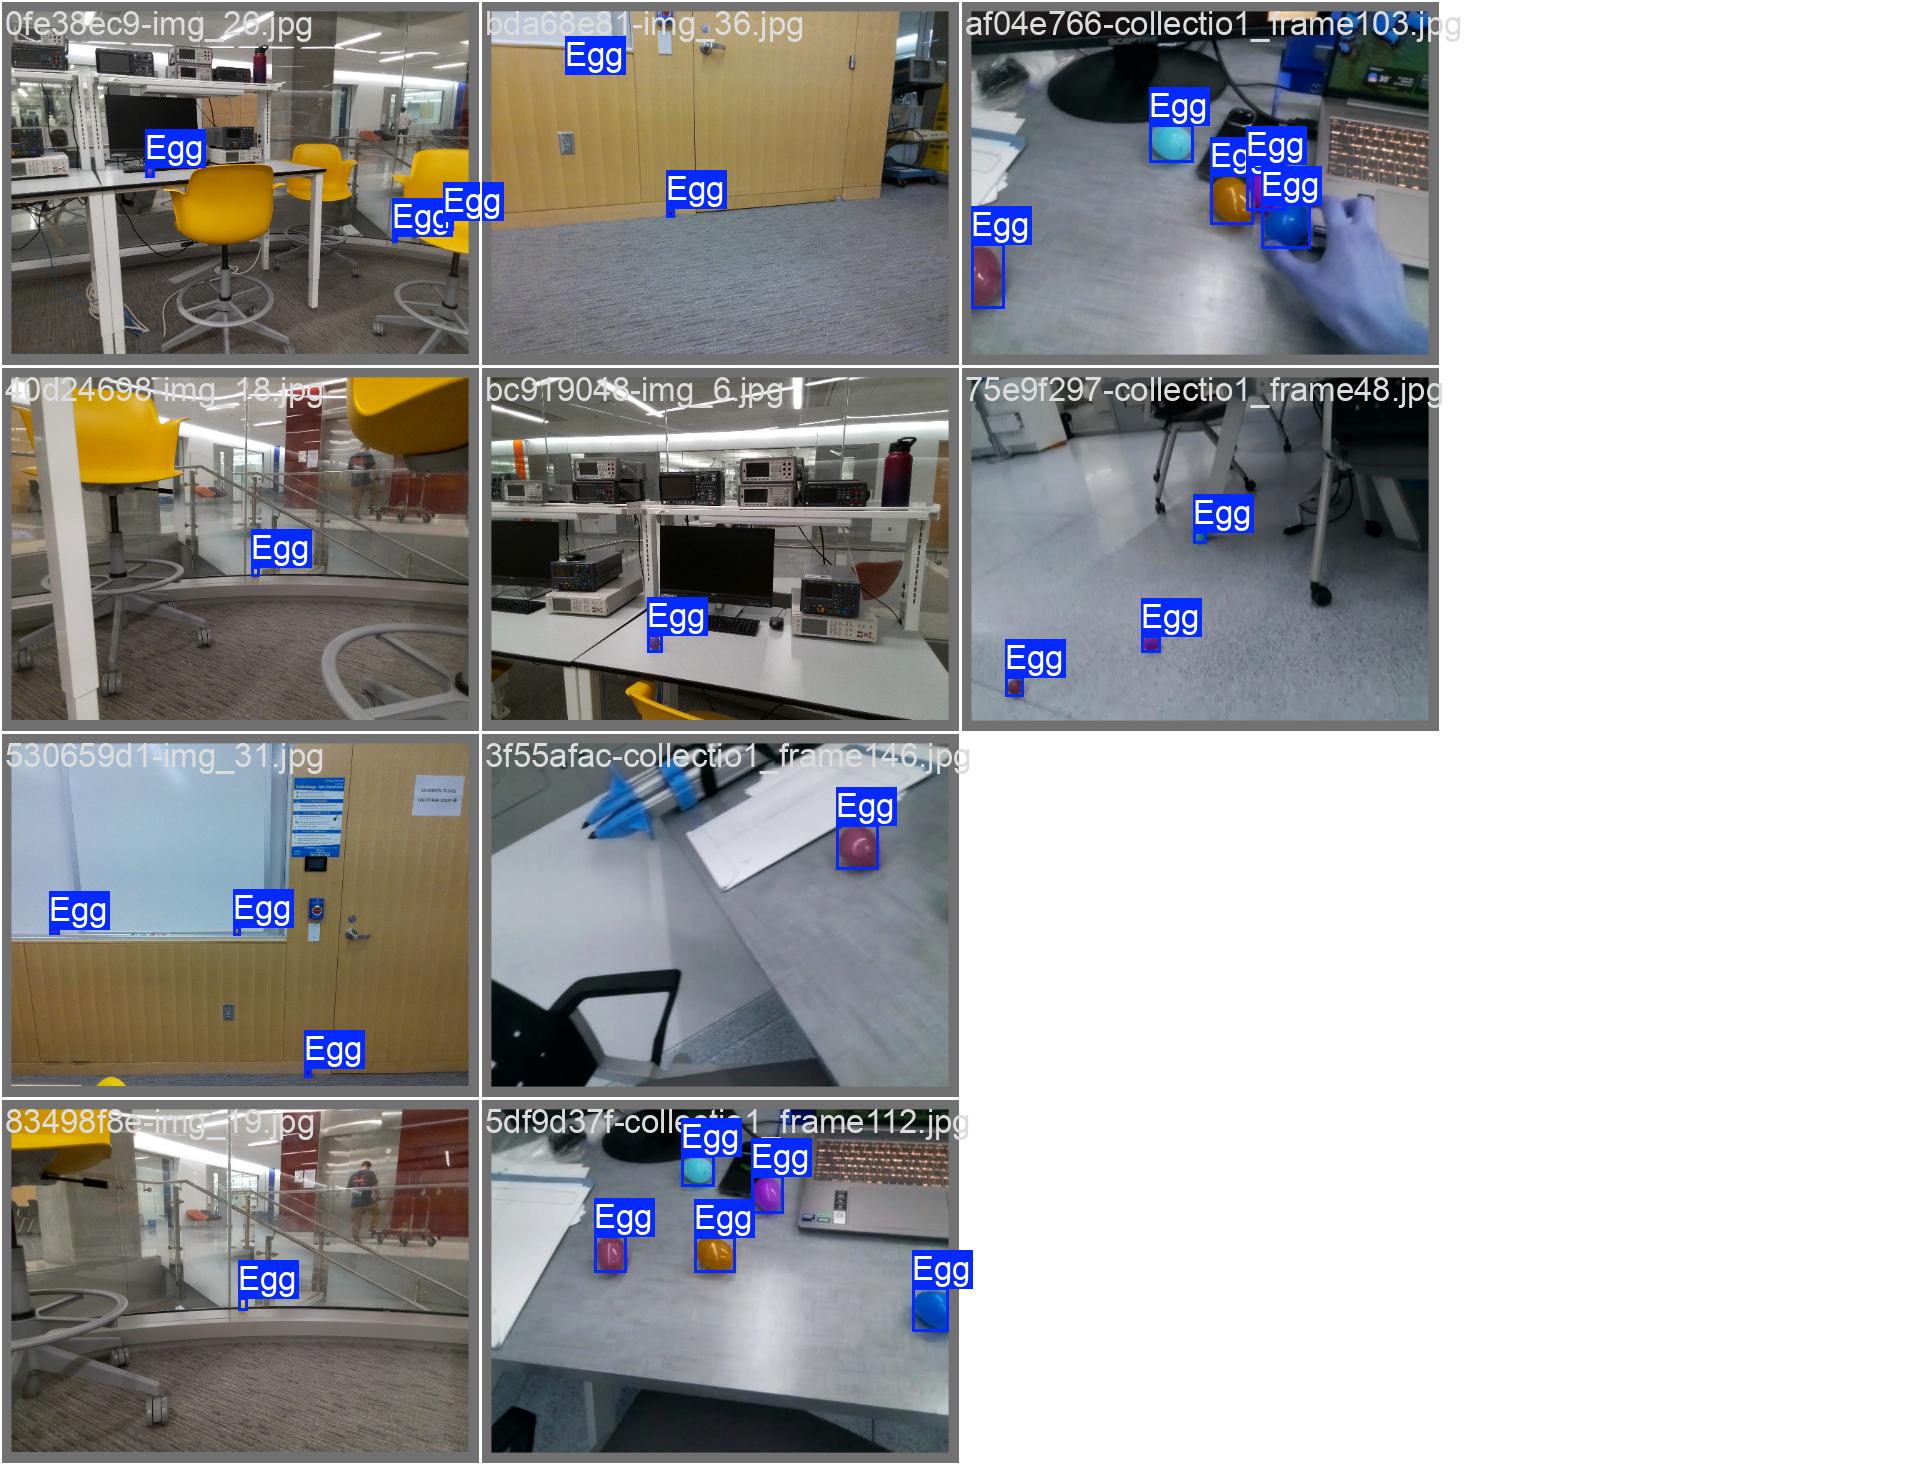 0fe38ec9-img_26.jpg
Egg
Egg
Egg
bda68e81-img_36.jpg
Egg
Egg
af04e766-collectio1_frame103.jpg
Egg
Egg
Egg
Egg
Egg
40d24698-img_18.jpg
Egg
bc919048-img_6.jpg
Egg
75e9f297-collectio1_frame48.jpg
Egg
Egg
Egg
530659d1-img_31.jpg
Egg
Egg
Egg
3f55afac-collectio1_frame146.jpg
Egg
83498f8e-img_19.jpg
Egg
5df9d37f-collectio1_frame112.jpg
Egg
Egg
Egg
Egg
Egg